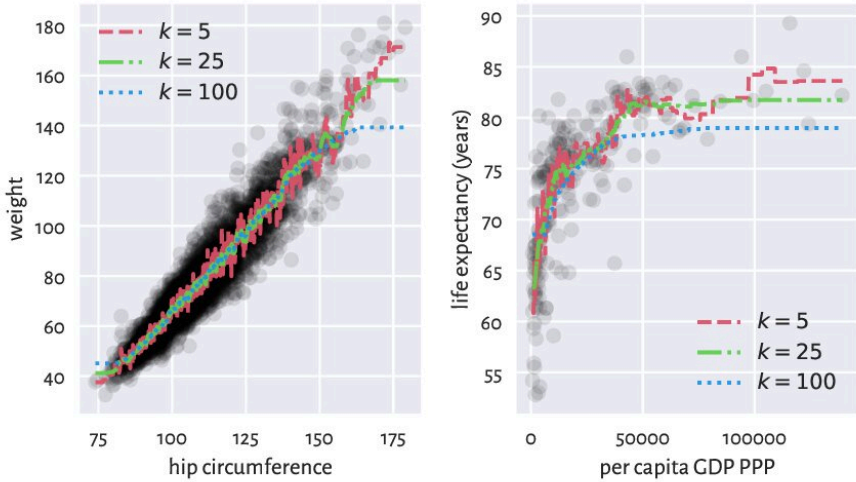 180
160
140
120
100
80
60
40
75
100
125
150
175
weight
hip circumference
k = 5
k = 25
k = 100
90
85
80
75
70
65
60
55
0
50000
100000
life expectancy (years)
per capita GDP PPP
k = 5
k = 25
k = 100